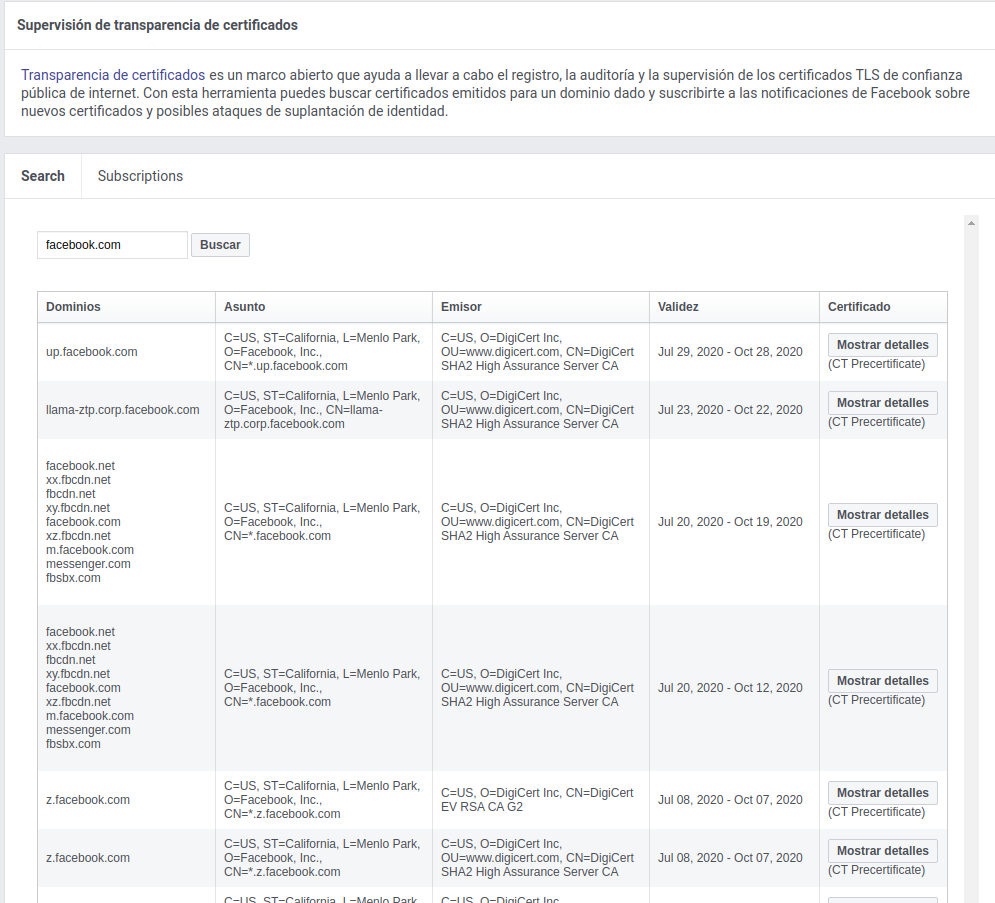 Supervisión de transparencia de certificados
Transparencia de certificados es un marco abierto que ayuda a llevar a cabo el registro, la auditoría y la supervisión de los certificados TLS de confianza
pública de internet. Con esta herramienta puedes buscar certificados emitidos para un dominio dado y suscribirte a las notificaciones de Facebook sobre
nuevos certificados y posibles ataques de suplantación de identidad.
Search Subscriptions
facebook.com Buscar
Dominios Asunto Emisor Validez Certificado
up.facebook.com
C=US, ST=California, L=Menlo Park,
O=Facebook, Inc.,
CN=*.up.facebook.com
C=US, O=DigiCert Inc,
OU=www.digicert.com, CN=DigiCert
SHA2 High Assurance Server CA
Jul 29, 2020 - Oct 28, 2020
Mostrar detalles
(CT Precertificate)
llama-ztp.corp.facebook.com
C=US, ST=California, L=Menlo Park,
O=Facebook, Inc., CN=llama-
ztp.corp.facebook.com
C=US, O=DigiCert Inc,
OU=www.digicert.com, CN=DigiCert
SHA2 High Assurance Server CA
Jul 23, 2020 - Oct 22, 2020
Mostrar detalles
(CT Precertificate)
facebook.net
xx.fbcdn.net
fbcdn.net
xy.fbcdn.net
facebook.com
xz.fbcdn.net
m.facebook.com
messenger.com
fbsbx.com
C=US, ST=California, L=Menlo Park,
O=Facebook, Inc.,
CN=*.facebook.com
C=US, O=DigiCert Inc,
OU=www.digicert.com, CN=DigiCert
SHA2 High Assurance Server CA
Jul 20, 2020 - Oct 19, 2020
Mostrar detalles
(CT Precertificate)
facebook.net
xx.fbcdn.net
fbcdn.net
xy.fbcdn.net
facebook.com
xz.fbcdn.net
m.facebook.com
messenger.com
fbsbx.com
C=US, ST=California, L=Menlo Park,
O=Facebook, Inc.,
CN=*.facebook.com
C=US, O=DigiCert Inc,
OU=www.digicert.com, CN=DigiCert
SHA2 High Assurance Server CA
Jul 20, 2020 - Oct 12, 2020
Mostrar detalles
(CT Precertificate)
z.facebook.com
C=US, ST=California, L=Menlo Park,
O=Facebook, Inc.,
CN=*.z.facebook.com
C=US, O=DigiCert Inc, CN=DigiCert
EV RSA CA G2
Jul 08, 2020 - Oct 07, 2020
Mostrar detalles
(CT Precertificate)
z.facebook.com
C=US, ST=California, L=Menlo Park,
O=Facebook, Inc.,
CN=*.z.facebook.com
C=US, O=DigiCert Inc,
OU=www.digicert.com, CN=DigiCert
SHA2 High Assurance Server CA
Jul 08, 2020 - Oct 07, 2020
Mostrar detalles
(CT Precertificate)
C=US, ST=California, L=Menlo Park,
C=US, O=DigiCert Inc,